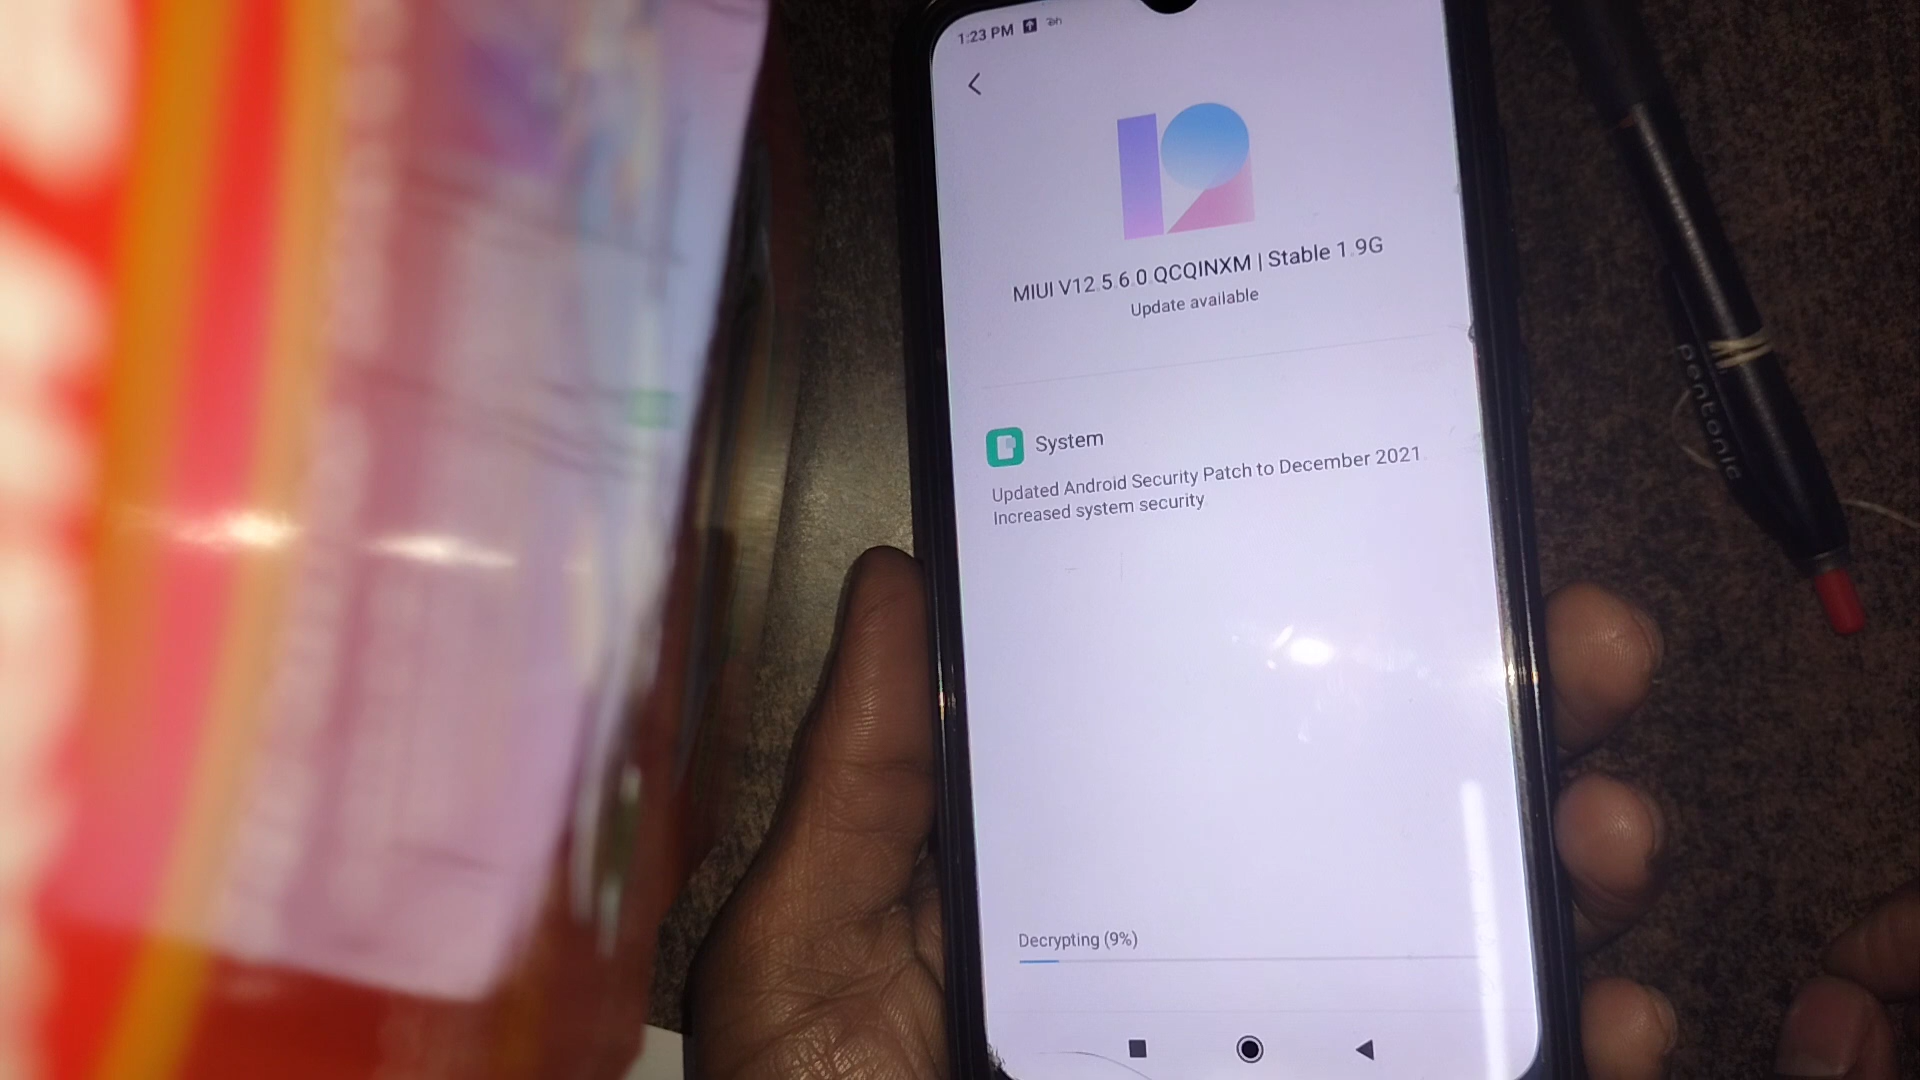 1:23 PM
MIUI V12.5.6.0 QCQINXM | Stable 1.9G
Update available
System
Updated Android Security Patch to December 2021.
Increased system security
Decrypting (9%)
pentonic